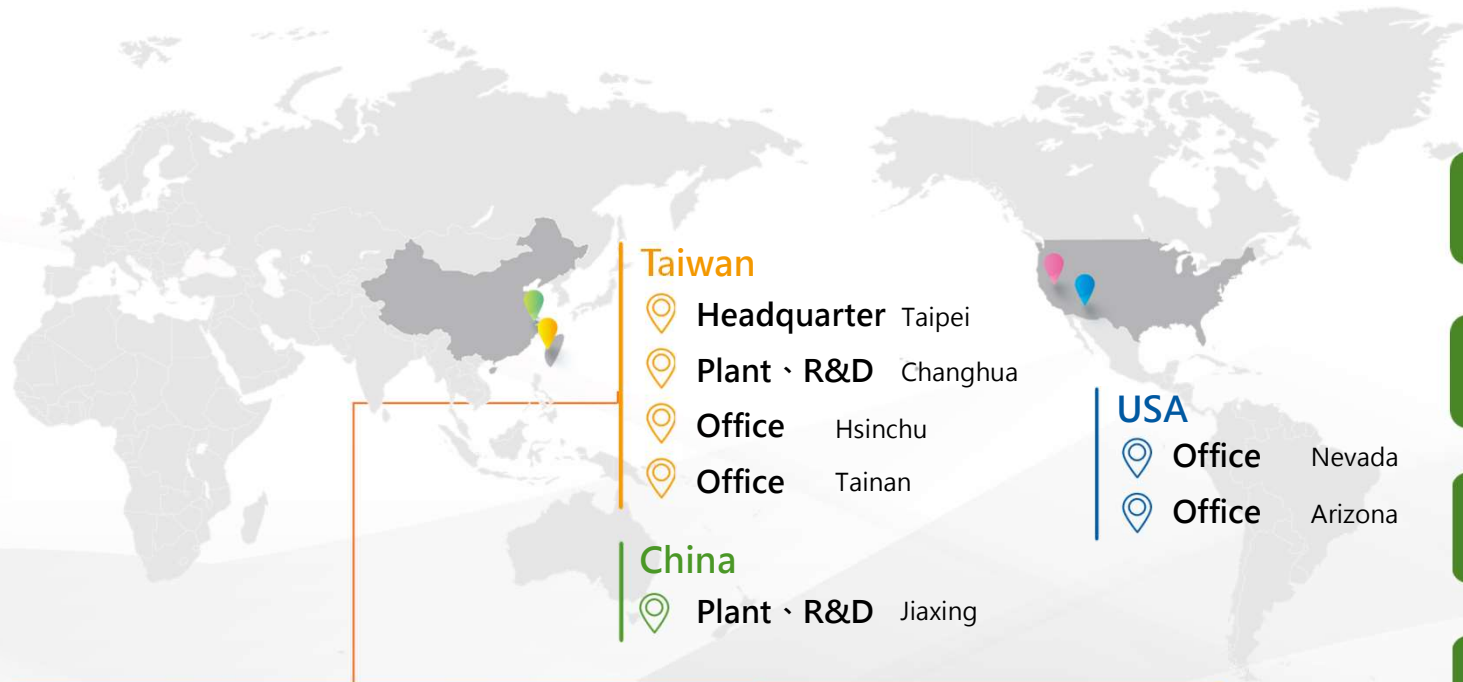 Taiwan
Headquarter Taipei
Plant、R&D Changhua
Office Hsinchu
Office Tainan
China
Plant、R&D Jiaxing
USA
Office Nevada
Office Arizona